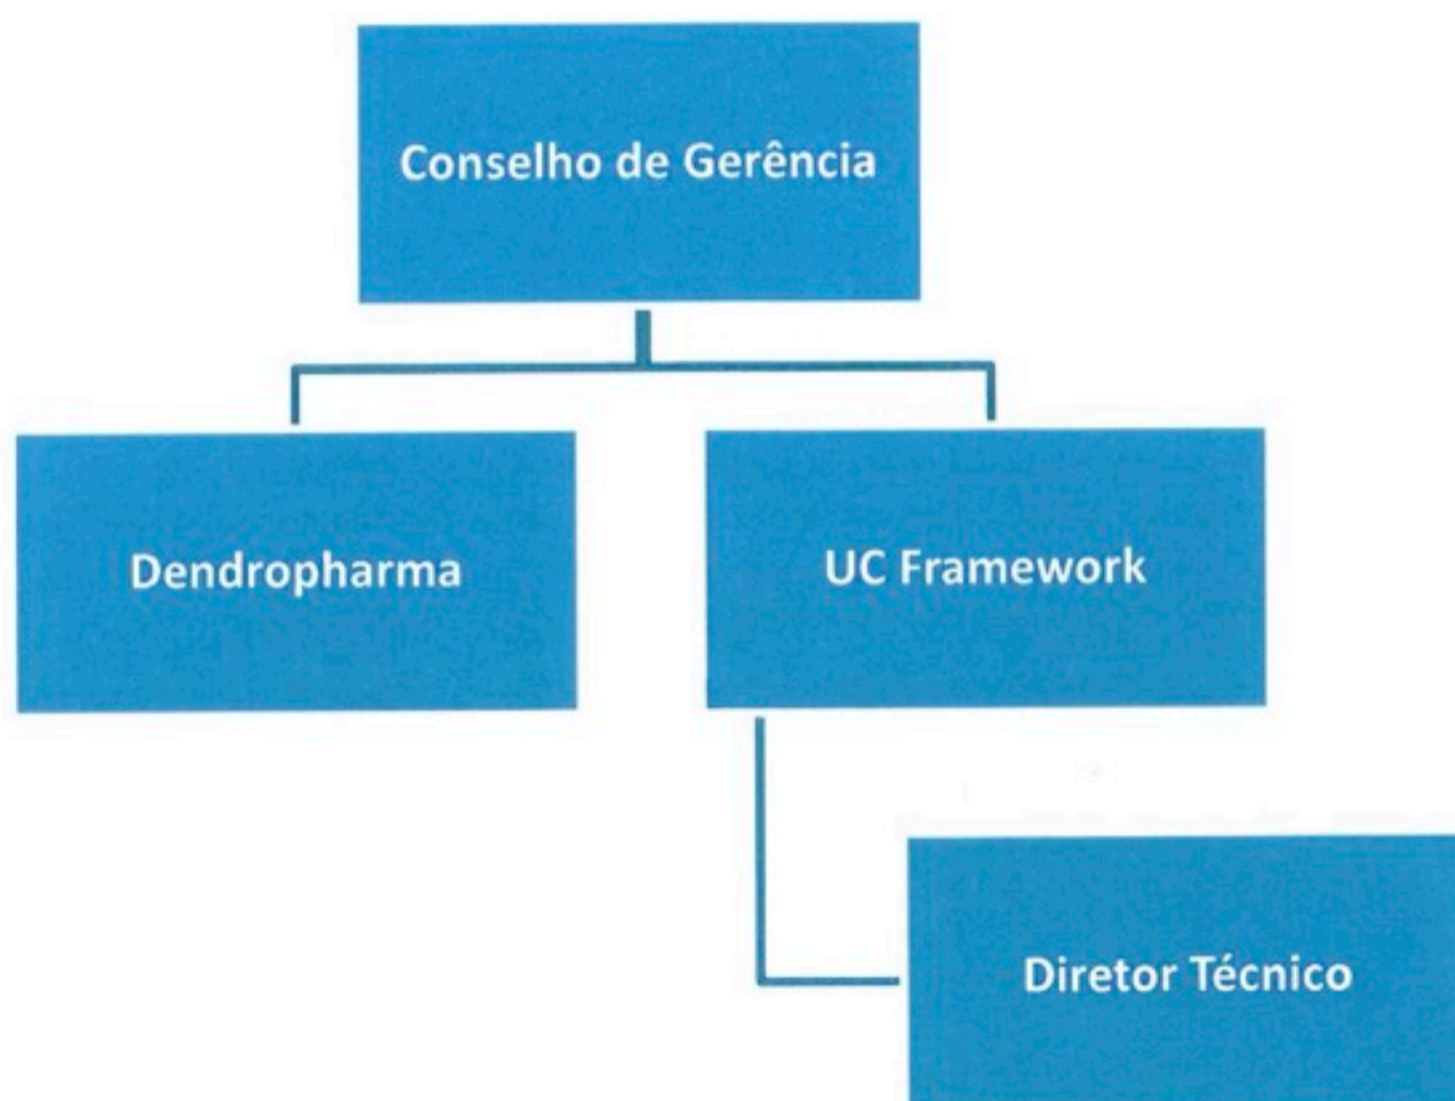 Conselho de Gerência
Dendropharma
UC Framework
Diretor Técnico